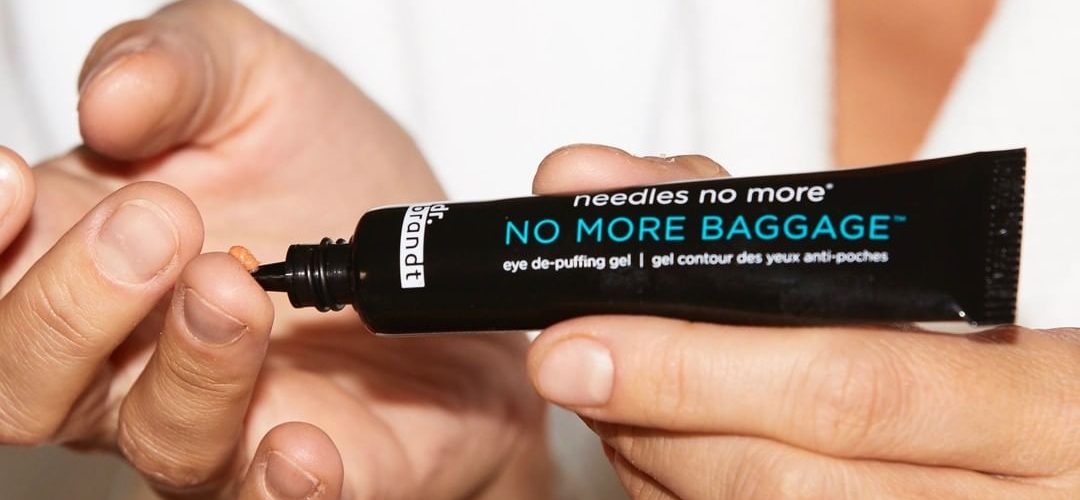 dr.
brandt
needles no more®
NO MORE BAGGAGE™
eye de-puffing gel | gel contour des yeux anti-poches